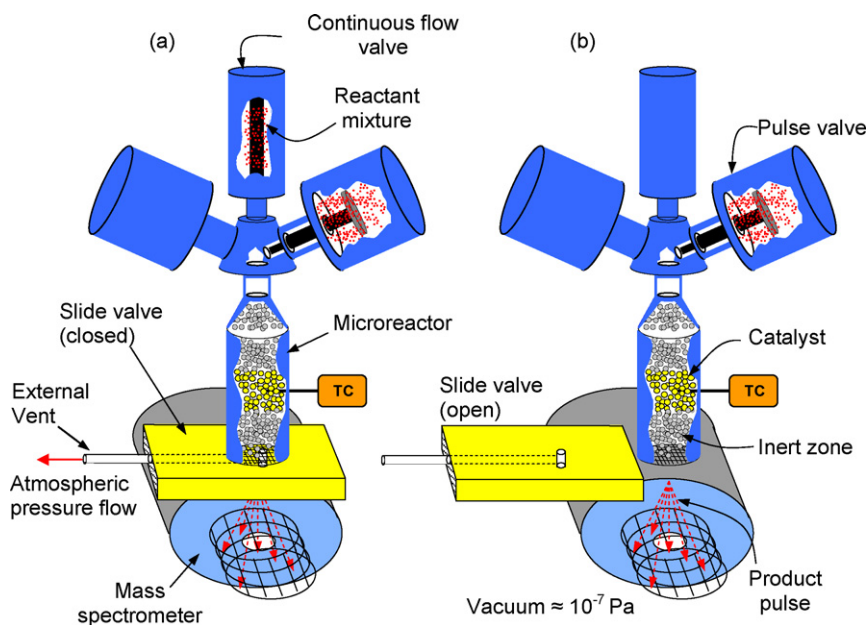 (a)
Continuous flow
valve
(b)
Reactant
mixture
Pulse valve
Slide valve
(closed)
Microreactor
Catalyst
External
Vent
TC
Slide valve
(open)
TC
Inert zone
Atmospheric
pressure flow
Mass
spectrometer
Vacuum ≈ 10⁻⁷ Pa
Product
pulse